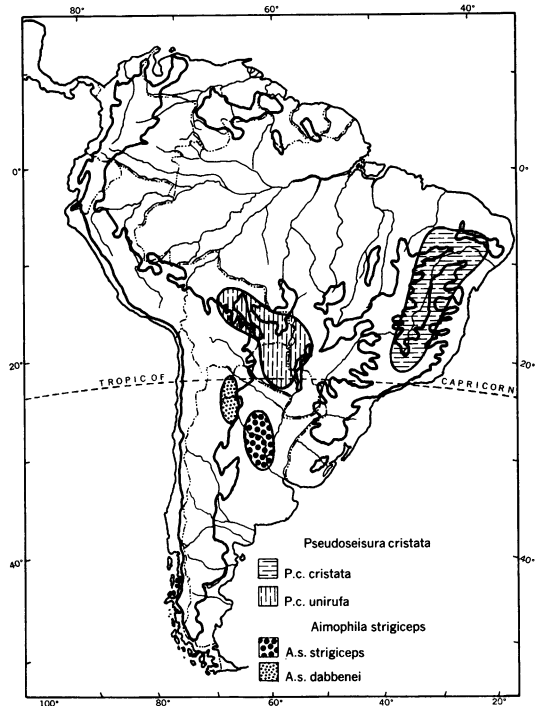 80° 60° 40°
0° 0°
20° 20°
TROPIC OF CAPRICORN
Pseudoseisura cristata
40° 40°
P.c. cristata
P.c. unirufa
Aimophila strigiceps
A.s. strigiceps
A.s. dabbenei
100° 80° 60° 40° 20°